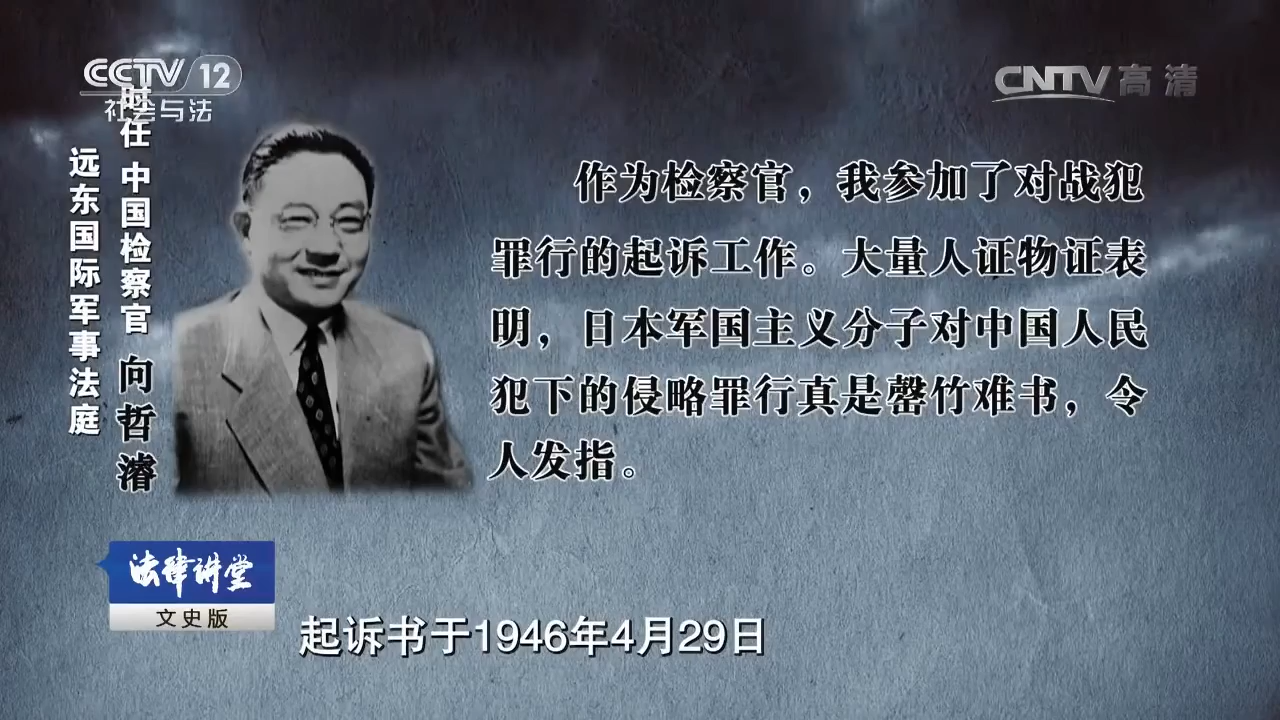 CCTV 12
社会与法
CNTV 高清
时任 中国检察官 向哲濬
远东国际军事法庭
作为检察官，我参加了对战犯
罪行的起诉工作。大量人证物证表
明，日本军国主义分子对中国人民
犯下的侵略罪行真是罄竹难书，令
人发指。
法律讲堂
文史版
起诉书于1946年4月29日